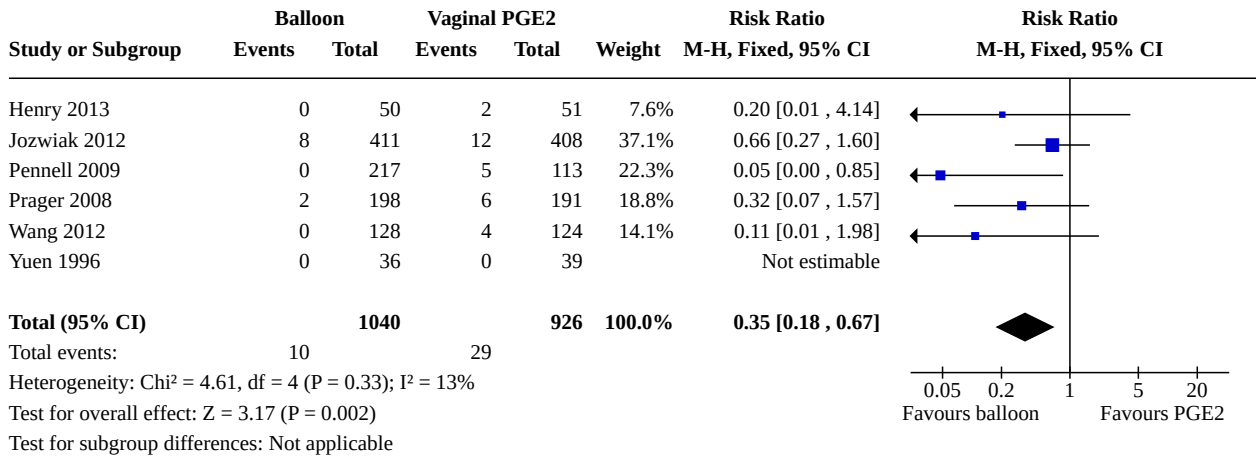 Balloon Vaginal PGE2 Risk Ratio Risk Ratio
Study or Subgroup Events Total Events Total Weight M-H, Fixed, 95% CI M-H, Fixed, 95% CI
Henry 2013 0 50 2 51 7.6% 0.20 [0.01 , 4.14]
Jozwiak 2012 8 411 12 408 37.1% 0.66 [0.27 , 1.60]
Pennell 2009 0 217 5 113 22.3% 0.05 [0.00 , 0.85]
Prager 2008 2 198 6 191 18.8% 0.32 [0.07 , 1.57]
Wang 2012 0 128 4 124 14.1% 0.11 [0.01 , 1.98]
Yuen 1996 0 36 0 39 Not estimable
Total (95% CI) 1040 926 100.0% 0.35 [0.18 , 0.67]
Total events: 10 29
Heterogeneity: Chi² = 4.61, df = 4 (P = 0.33); I² = 13%
Test for overall effect: Z = 3.17 (P = 0.002)
Test for subgroup differences: Not applicable
0.05 0.2 1 5 20
Favours balloon Favours PGE2